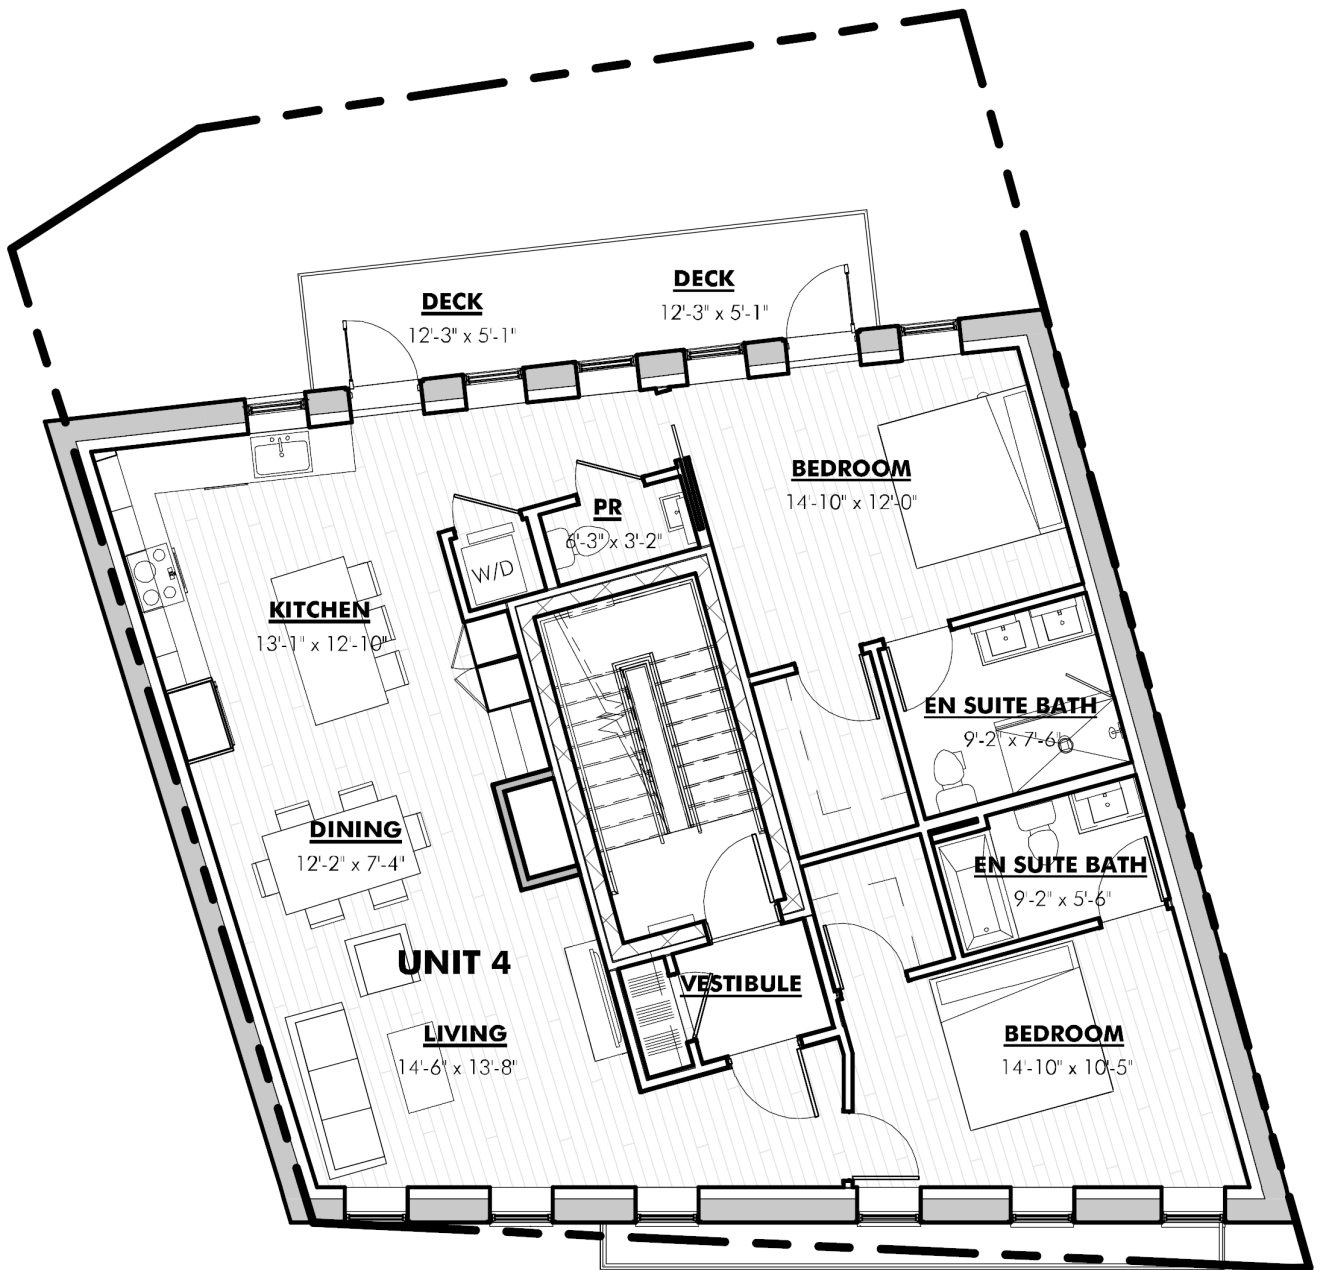 DECK
12'-3" x 5'-1"
DECK
12'-3" x 5'-1"
BEDROOM
14'-10" x 12'-0"
PR
6'-3" x 3'-2"
W/D
KITCHEN
13'-1" x 12'-10"
EN SUITE BATH
9'-2" x 7'-6"
DINING
12'-2" x 7'-4"
EN SUITE BATH
9'-2" x 5'-6"
UNIT 4
VESTIBULE
LIVING
14'-6" x 13'-8"
BEDROOM
14'-10" x 10'-5"